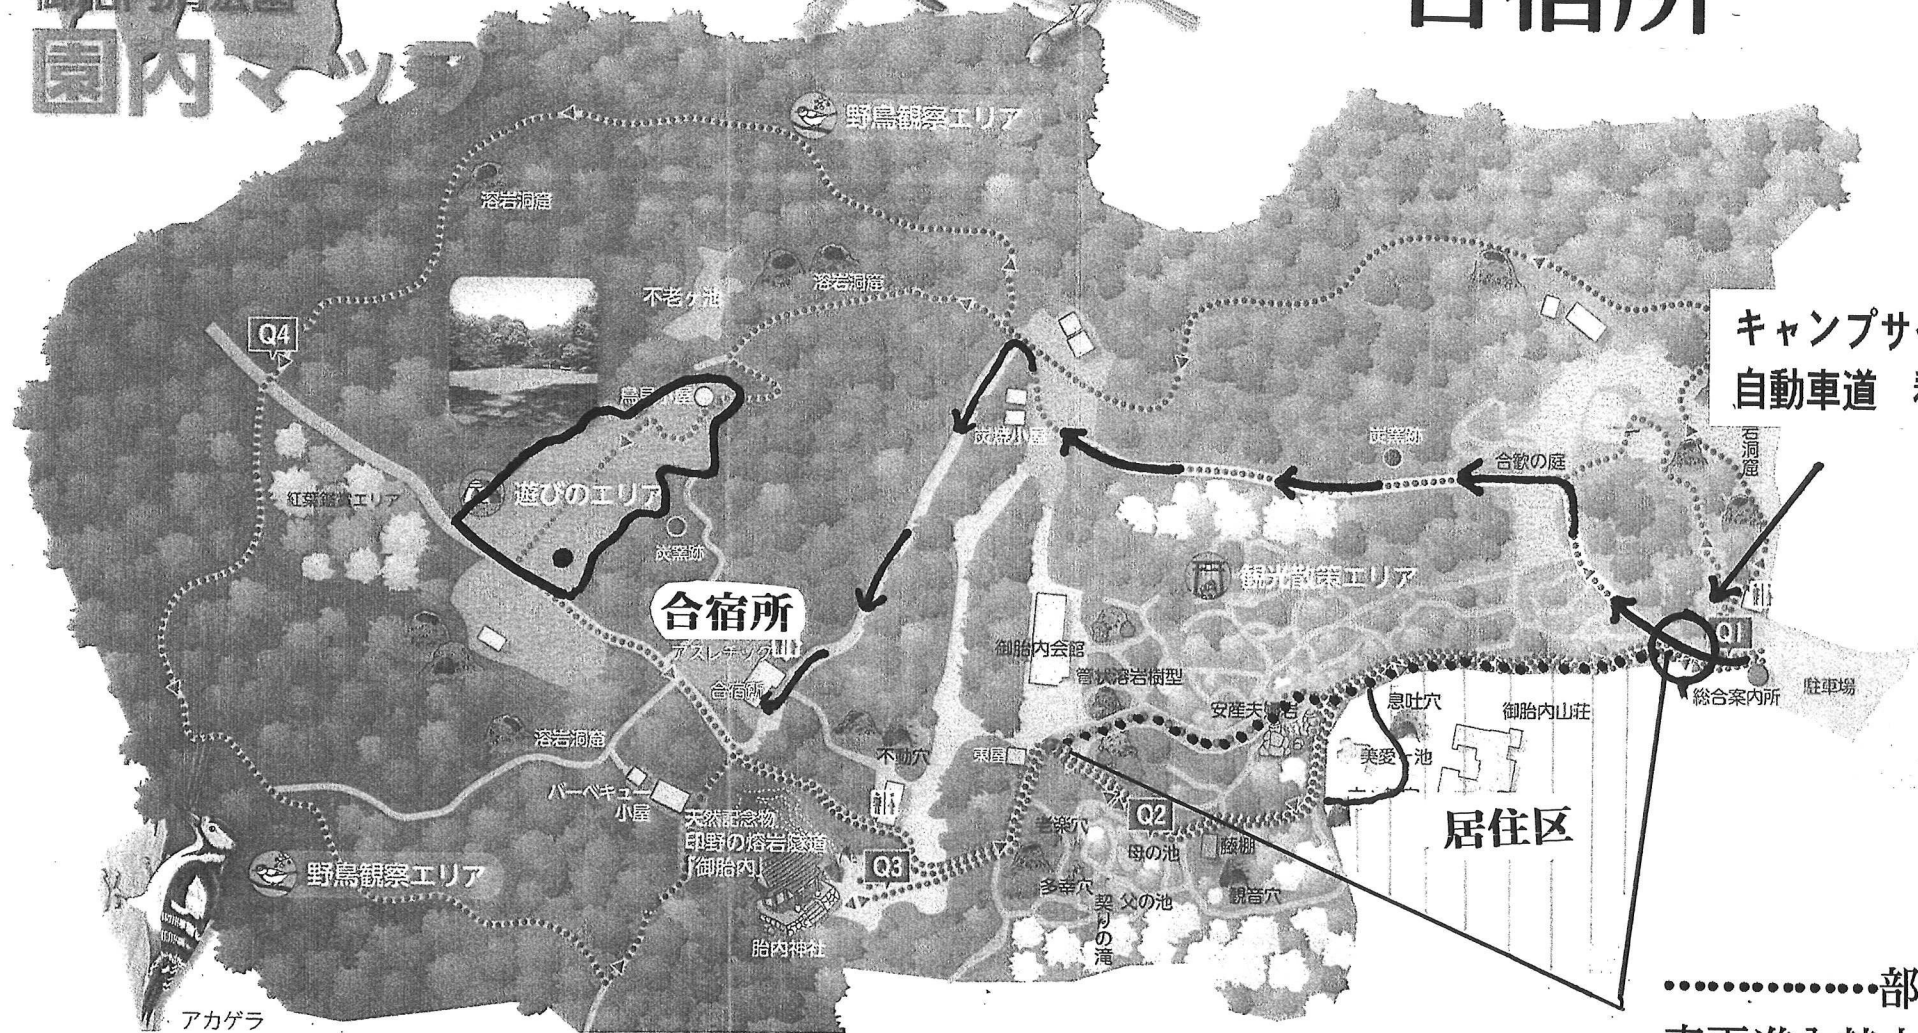 園内マップ
合宿所
野鳥観察エリア
溶岩洞窟
不老ヶ池
溶岩洞窟
Q4
キャンプサ
自動車道
鳥見小屋
炭焼小屋
炭窯跡
合歓の庭
岩洞窟
紅葉鑑賞エリア
遊びのエリア
炭窯跡
観光散策エリア
合宿所
アスレチック
合宿所
御胎内会館
管状溶岩樹型
Q1
総合案内所
駐車場
安産夫婦岩
息吐穴
御胎内山荘
美愛ヶ池
居住区
溶岩洞窟
不動穴
東屋
バーベキュー
小屋
天然記念物
印野の熔岩隧道
「御胎内」
Q3
Q2
老楽穴
母の池
藤棚
多幸穴
父の池
観音穴
契りの滝
胎内神社
野鳥観察エリア
アカゲラ
••••••••••••••部